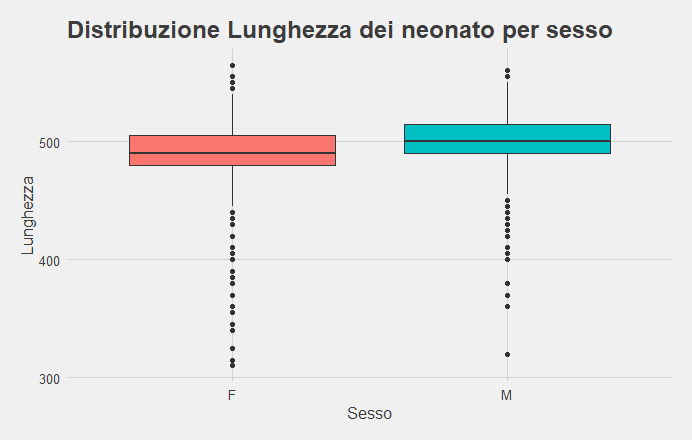 Distribuzione Lunghezza dei neonato per sesso
Lunghezza
500
400
300
F
M
Sesso